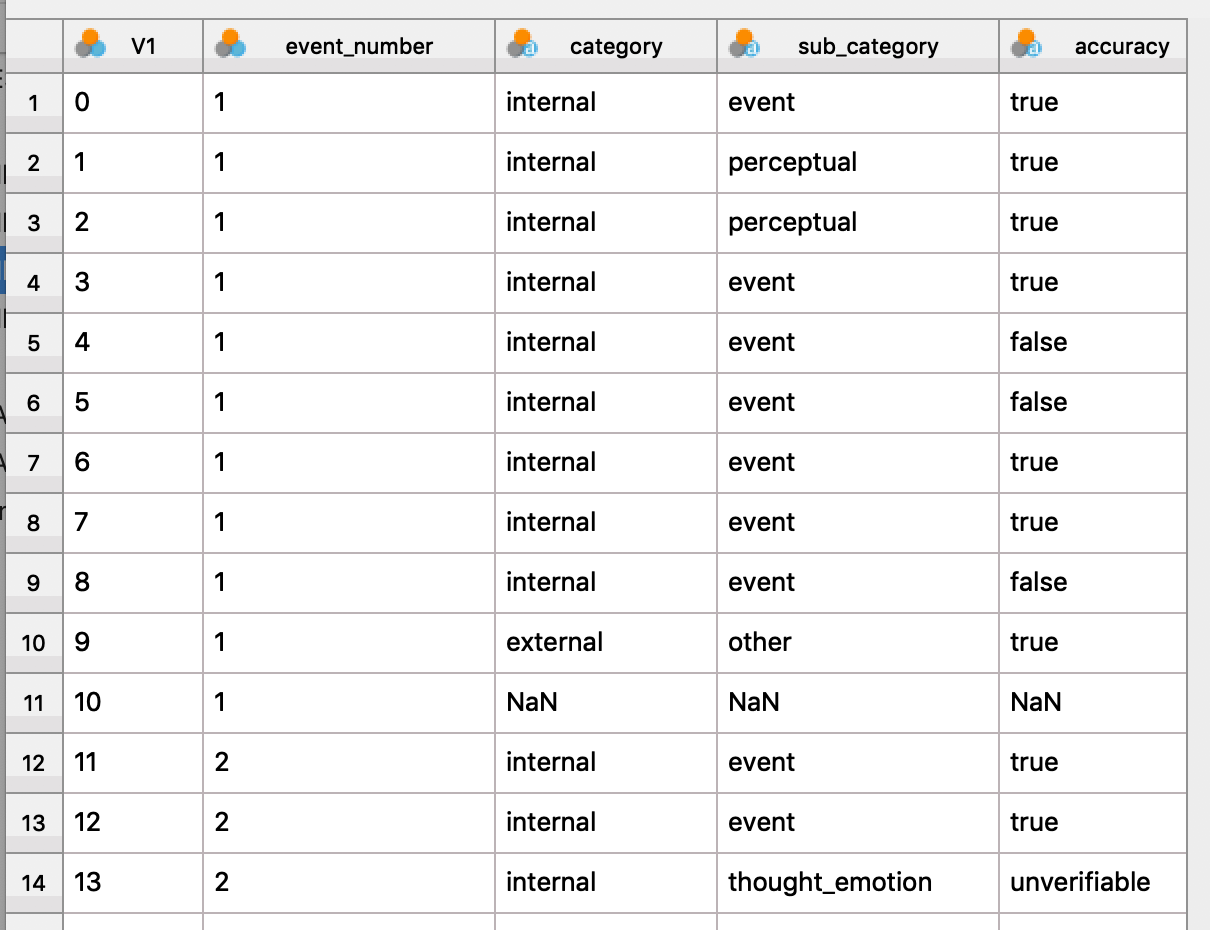 V1 event_number category sub_category accuracy
1 0 1 internal event true
2 1 1 internal perceptual true
3 2 1 internal perceptual true
4 3 1 internal event true
5 4 1 internal event false
6 5 1 internal event false
7 6 1 internal event true
8 7 1 internal event true
9 8 1 internal event false
10 9 1 external other true
11 10 1 NaN NaN NaN
12 11 2 internal event true
13 12 2 internal event true
14 13 2 internal thought_emotion unverifiable